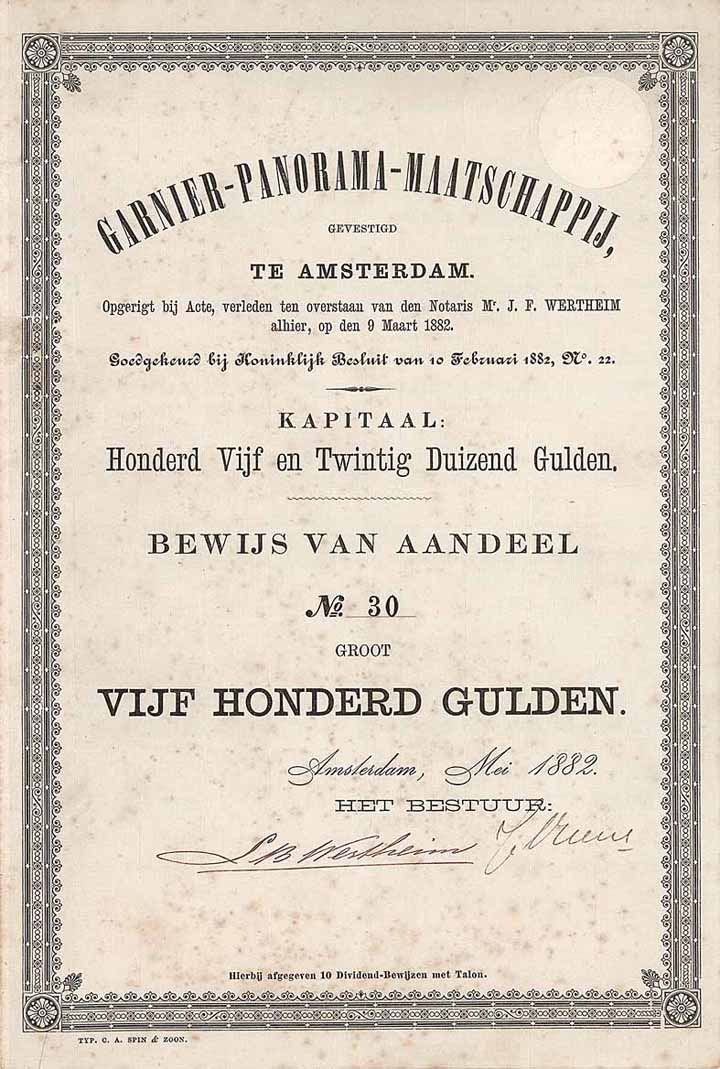 GARNIER-PANORAMA-MAATSCHAPPIJ,
GEVESTIGD
TE AMSTERDAM.
Opgerigt bij Acte, verleden ten overstaan van den Notaris Mr. J. F. WERTHEIM
alhier, op den 9 Maart 1882.
Goedgekeurd bij Koninklijk Besluit van 10 Februari 1882, No. 22.
KAPITAAL:
Honderd Vijf en Twintig Duizend Gulden.
BEWIJS VAN AANDEEL
No. 30
GROOT
VIJF HONDERD GULDEN.
Amsterdam, Mei 1882.
HET BESTUUR:
Wertheim
Hierbij afgegeven 10 Dividend-Bewijzen met Talon.
TYP. C. A. SPIN & ZOON.